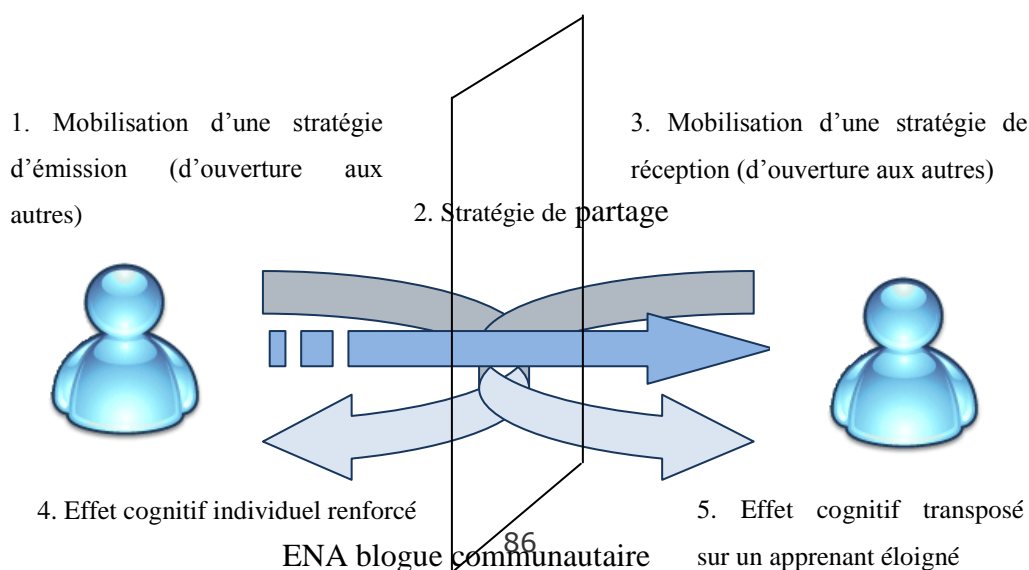 1. Mobilisation d'une stratégie
d'émission (d'ouverture aux
autres)
2. Stratégie de partage
3. Mobilisation d'une stratégie de
réception (d'ouverture aux autres)
4. Effet cognitif individuel renforcé
5. Effet cognitif transposé
sur un apprenant éloigné
ENA blogue communautaire
86